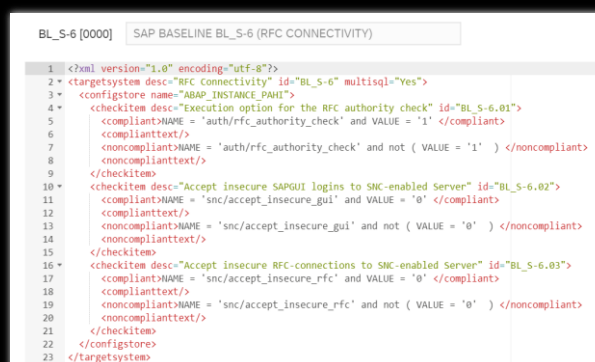 BL_S-6 [0000] SAP BASELINE BL_S-6 (RFC CONNECTIVITY)
1 <?xml version="1.0" encoding="utf-8"?>
2 <targetsystem desc="RFC Connectivity" id="BL_S-6" multisql="Yes">
3 <configstore name="ABAP_INSTANCE_PAHI">
4 <checkitem desc="Execution option for the RFC authority check" id="BL_S-6.01">
5 <compliant>NAME = 'auth/rfc_authority_check' and VALUE = '1' </compliant>
6 <complianttext/>
7 <noncompliant>NAME = 'auth/rfc_authority_check' and not ( VALUE = '1'  ) </noncompliant>
8 <noncomplianttext/>
9 </checkitem>
10 <checkitem desc="Accept insecure SAPGUI logins to SNC-enabled Server" id="BL_S-6.02">
11 <compliant>NAME = 'snc/accept_insecure_gui' and VALUE = '0' </compliant>
12 <complianttext/>
13 <noncompliant>NAME = 'snc/accept_insecure_gui' and not ( VALUE = '0'  ) </noncompliant>
14 <noncomplianttext/>
15 </checkitem>
16 <checkitem desc="Accept insecure RFC-connections to SNC-enabled Server" id="BL_S-6.03">
17 <compliant>NAME = 'snc/accept_insecure_rfc' and VALUE = '0' </compliant>
18 <complianttext/>
19 <noncompliant>NAME = 'snc/accept_insecure_rfc' and not ( VALUE = '0'  ) </noncompliant>
20 <noncomplianttext/>
21 </checkitem>
22 </configstore>
23 </targetsystem>